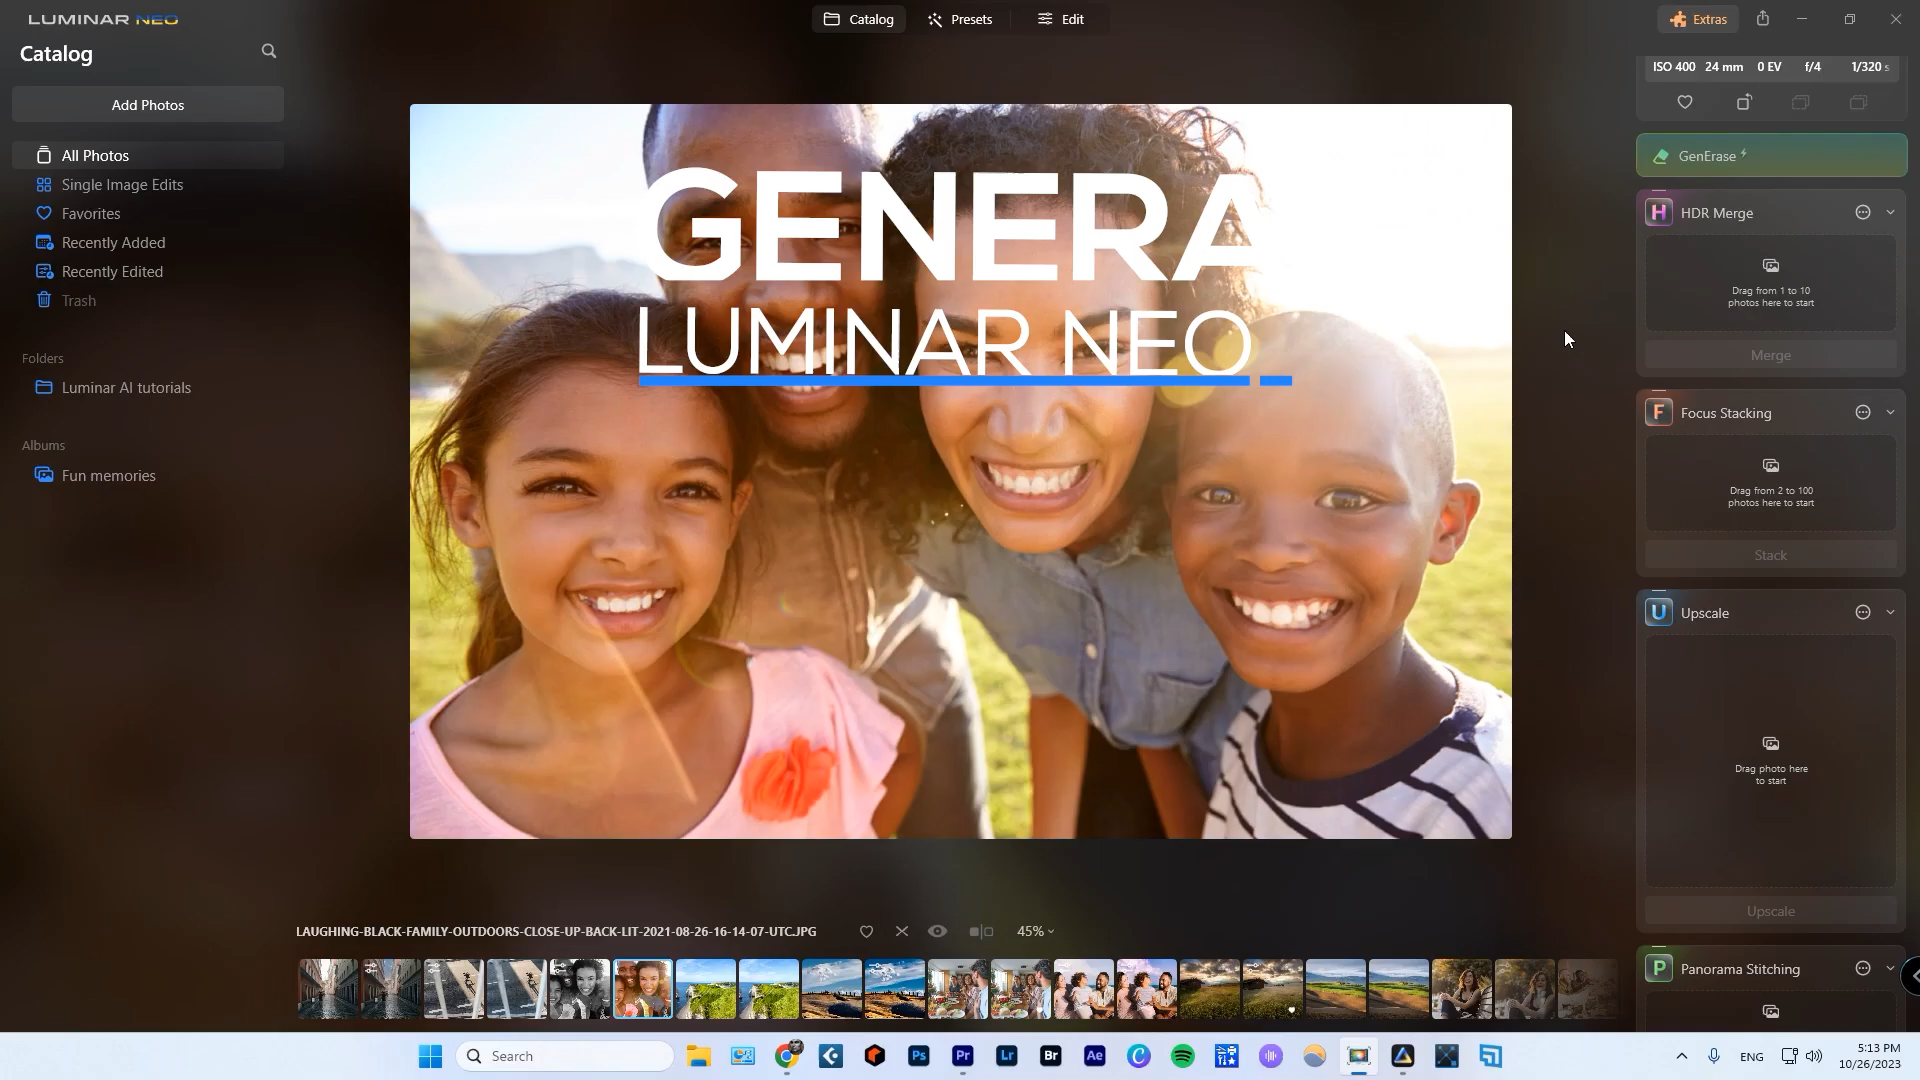 LUMINAR NEO
Catalog
Presets
Edit
Extras
Catalog
Add Photos
All Photos
Single Image Edits
Favorites
Recently Added
Recently Edited
Trash
Folders
Luminar AI tutorials
Albums
Fun memories
GENERA
LUMINAR NEO
ISO 400 24 mm 0 EV f/4 1/320 s
GenErase
H HDR Merge
Drag from 1 to 10
photos here to start
Merge
F Focus Stacking
Drag from 2 to 100
photos here to start
Stack
U Upscale
Drag photo here
to start
Upscale
P Panorama Stitching
LAUGHING-BLACK-FAMILY-OUTDOORS-CLOSE-UP-BACK-LIT-2021-08-26-16-14-07-UTC.JPG
45%
Search
Ps
Pr
Lr
Br
Ae
ENG
5:13 PM
10/26/2023